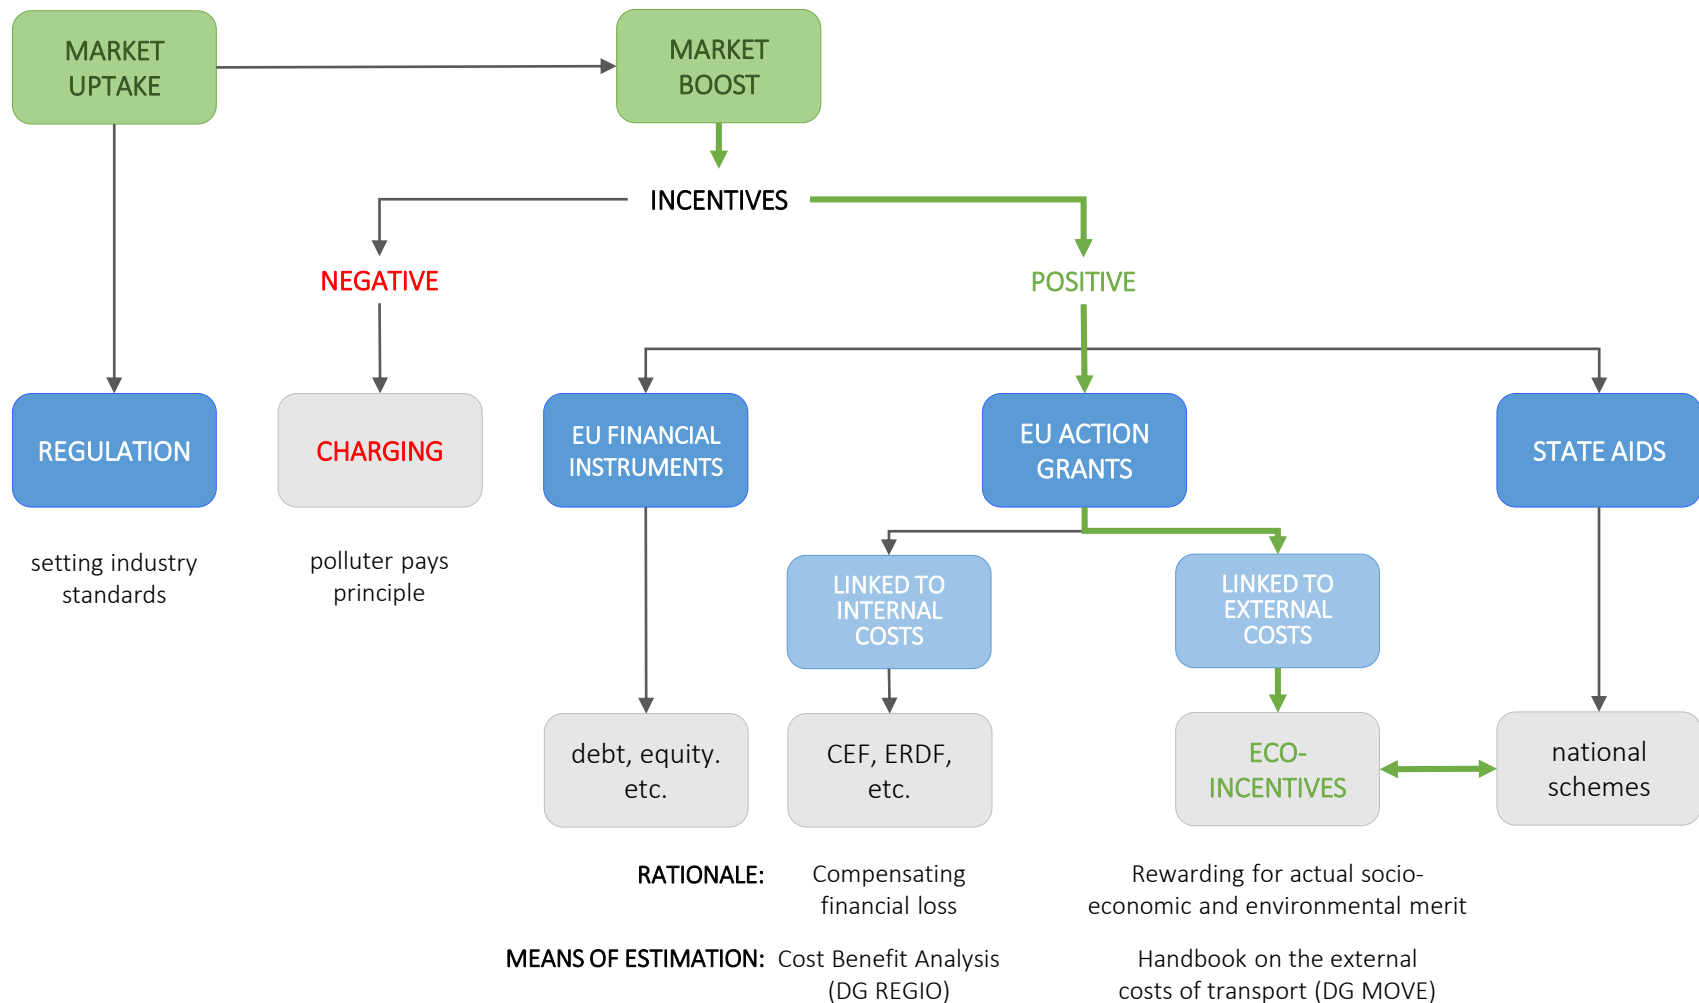 MARKET
UPTAKE
MARKET
BOOST
INCENTIVES
NEGATIVE
POSITIVE
REGULATION
CHARGING
EU FINANCIAL
INSTRUMENTS
EU ACTION
GRANTS
STATE AIDS
setting industry
standards
polluter pays
principle
LINKED TO
INTERNAL
COSTS
LINKED TO
EXTERNAL
COSTS
debt, equity.
etc.
CEF, ERDF,
etc.
ECO-
INCENTIVES
national
schemes
RATIONALE:
Compensating
financial loss
Rewarding for actual socio-
economic and environmental merit
MEANS OF ESTIMATION:
Cost Benefit Analysis
(DG REGIO)
Handbook on the external
costs of transport (DG MOVE)